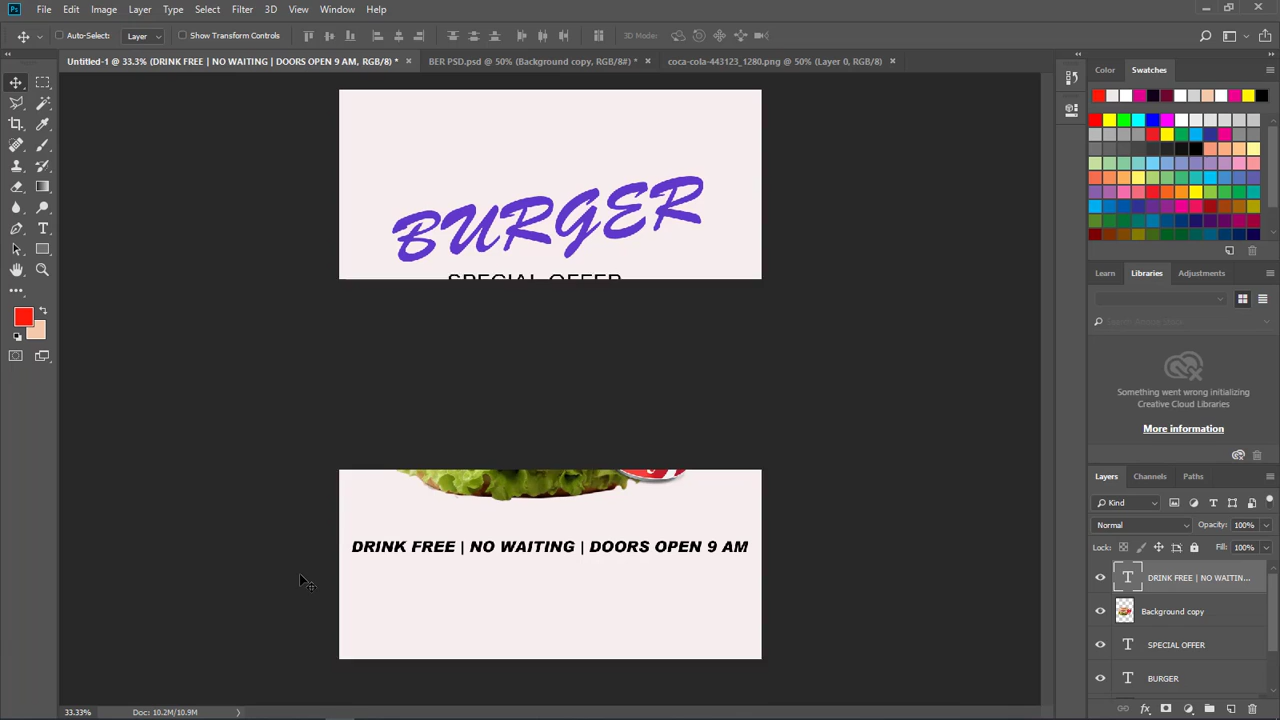 File Edit Image Layer Type Select Filter 3D View Window Help
Auto-Select: Layer Show Transform Controls 3D Mode:
Untitled-1 @ 33.3% (DRINK FREE | NO WAITING | DOORS OPEN 9 AM, RGB/8) * BER PSD.psd @ 50% (Background copy, RGB/8#) * coca-cola-443123_1280.png @ 50% (Layer 0, RGB/8)
Color Swatches
BURGER
SPECIAL OFFER
Learn Libraries Adjustments
Something went wrong initializing
Creative Cloud Libraries
More information
DRINK FREE | NO WAITING | DOORS OPEN 9 AM
Layers Channels Paths
Kind
Normal Opacity: 100%
Lock: Fill: 100%
DRINK FREE | NO WAITIN...
Background copy
SPECIAL OFFER
BURGER
33.33% Doc: 10.2M/10.9M